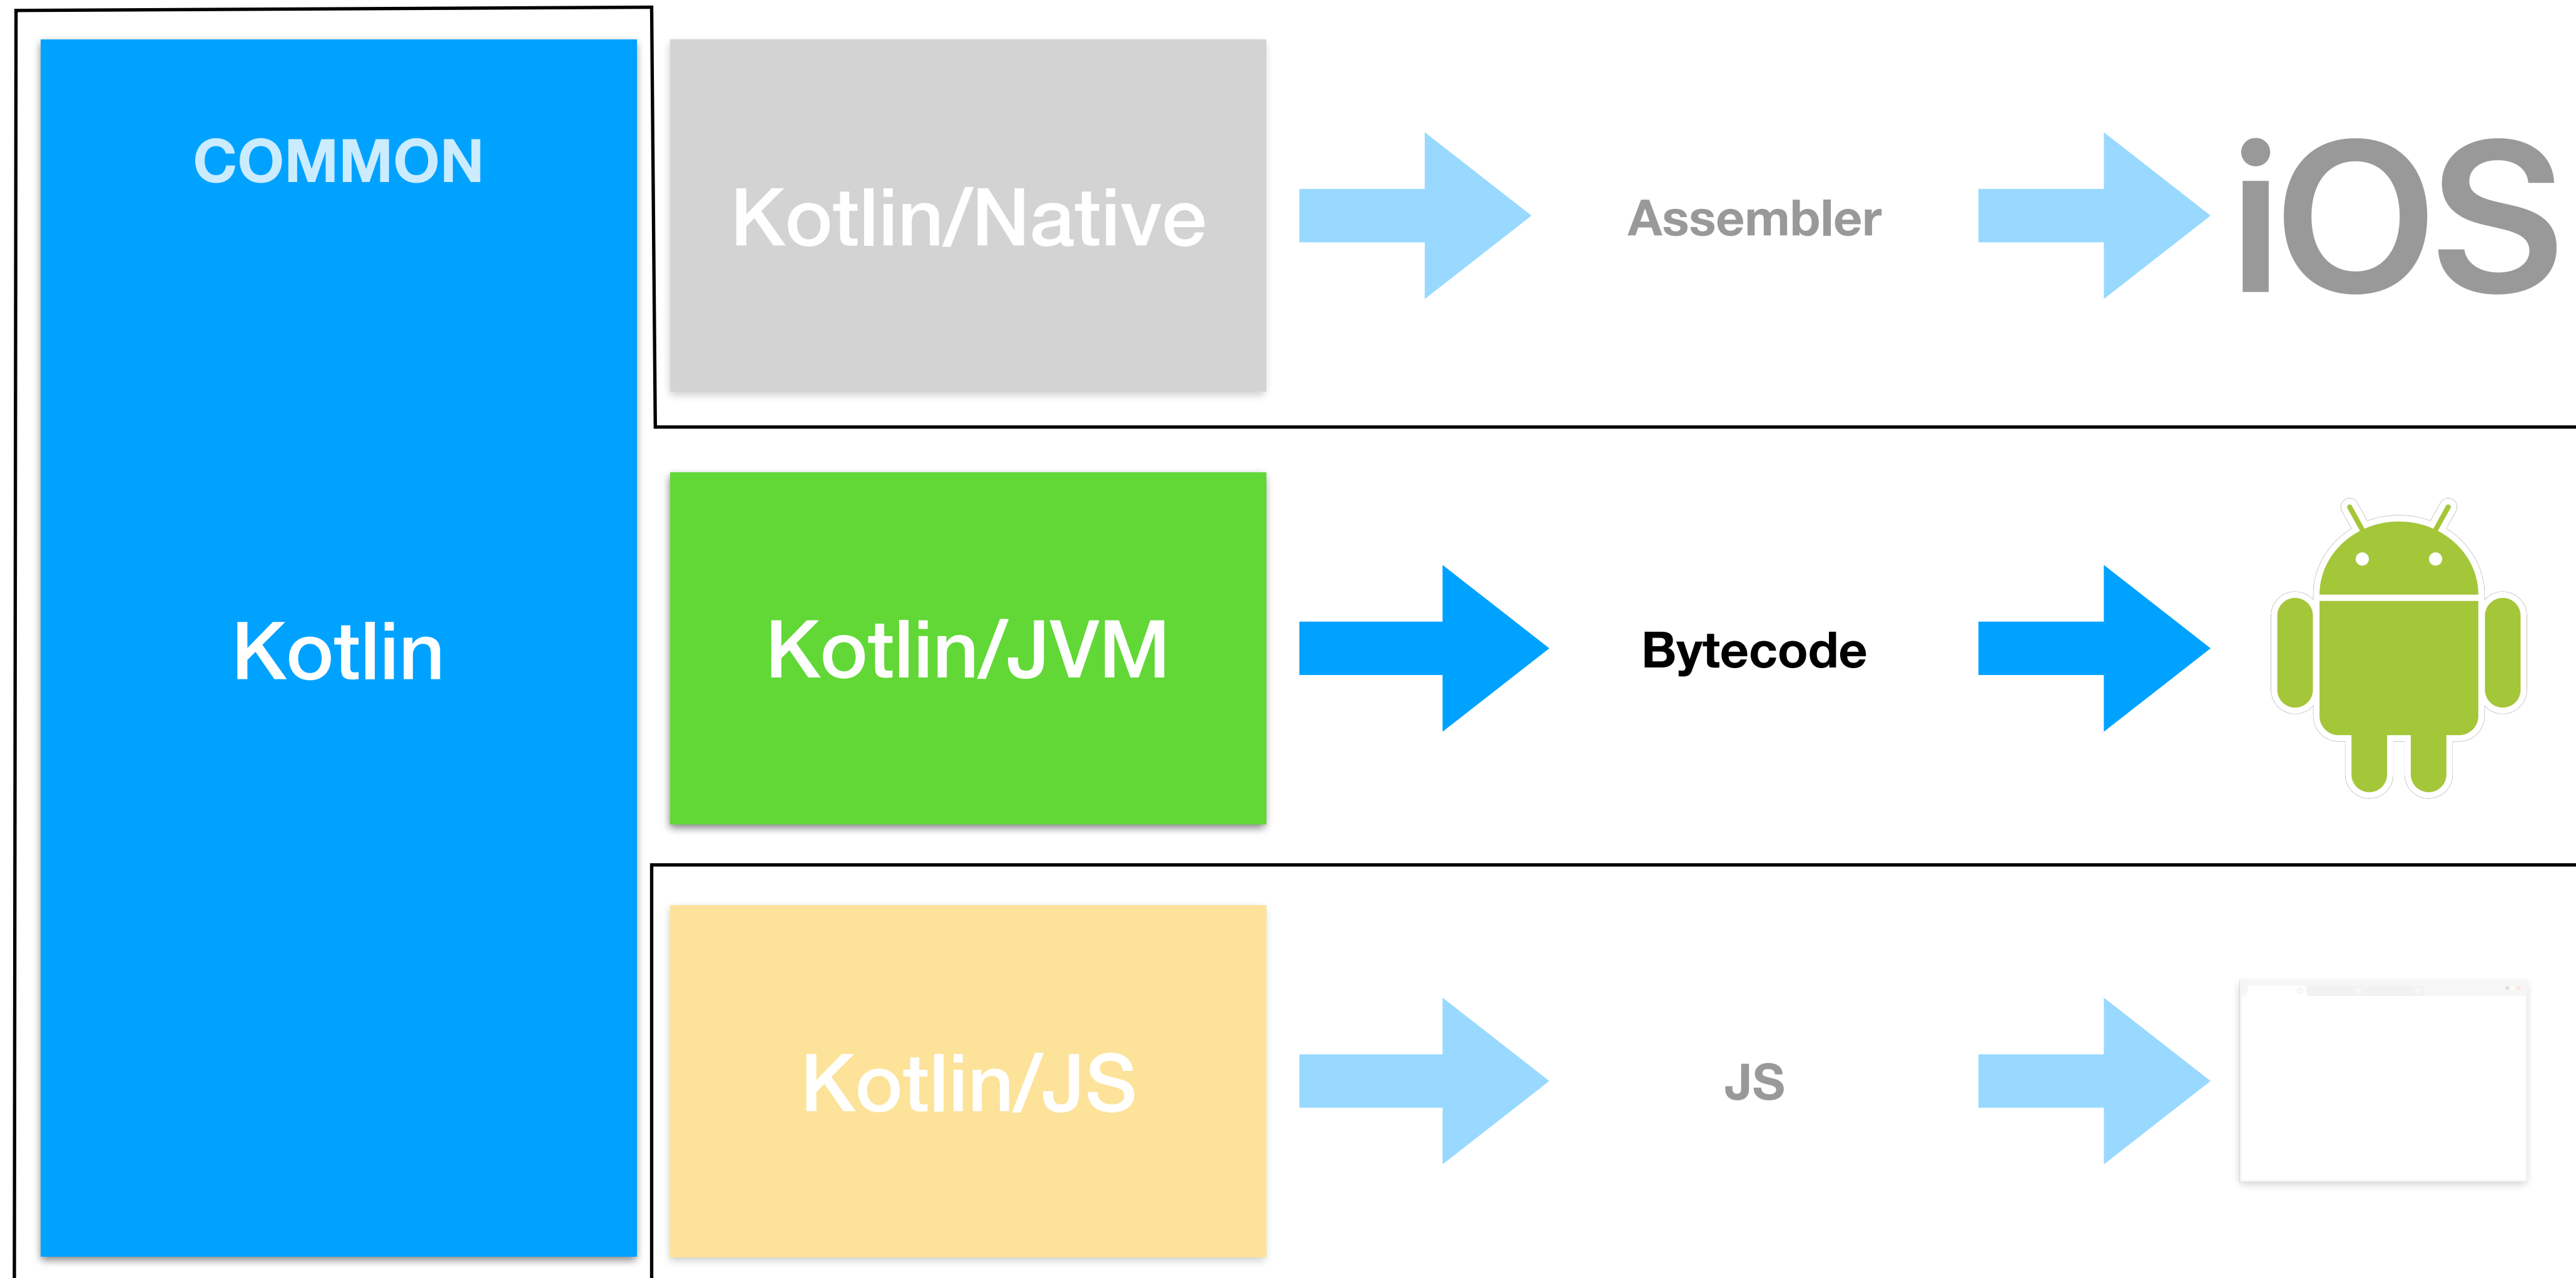 COMMON
Kotlin
Kotlin/Native
Assembler
iOS
Kotlin/JVM
Bytecode
Kotlin/JS
JS